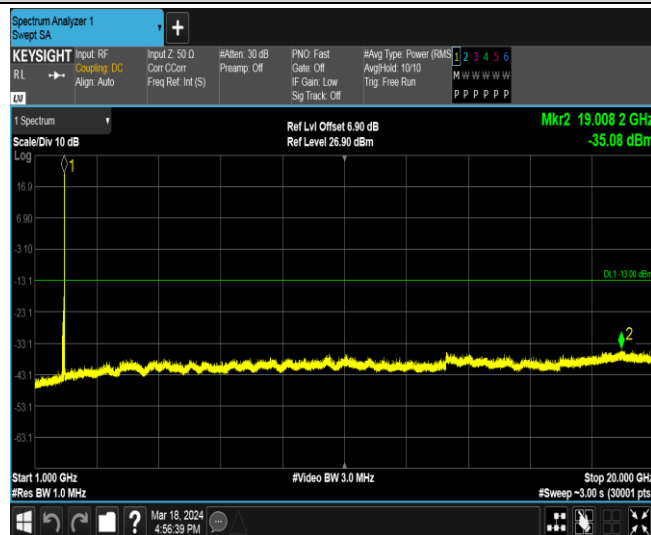 Spectrum Analyzer 1
Swept SA
+
KEYSIGHT Input: RF Input Z: 50 Ω #Atten: 30 dB PNO: Fast #Avg Type: Power (RMS 1 2 3 4 5 6
RL Coupling: DC Corr CCorr Preamp: Off Gate: Off Avg|Hold: 10/10 M W W W W W
Align: Auto Freq Ref: Int (S) IF Gain: Low Trig: Free Run P P P P P P
Sig Track: Off
LXI
1 Spectrum Ref Lvl Offset 6.90 dB Mkr2 19.008 2 GHz
Scale/Div 10 dB Ref Level 26.90 dBm -35.08 dBm
Log
1
16.9
6.90
-3.10
-13.1
DL1 -13.00 dBm
-23.1
-33.1
2
-43.1
-53.1
-63.1
Start 1.000 GHz #Video BW 3.0 MHz Stop 20.000 GHz
#Res BW 1.0 MHz #Sweep ~3.00 s (30001 pts
? Mar 18, 2024
4:56:39 PM